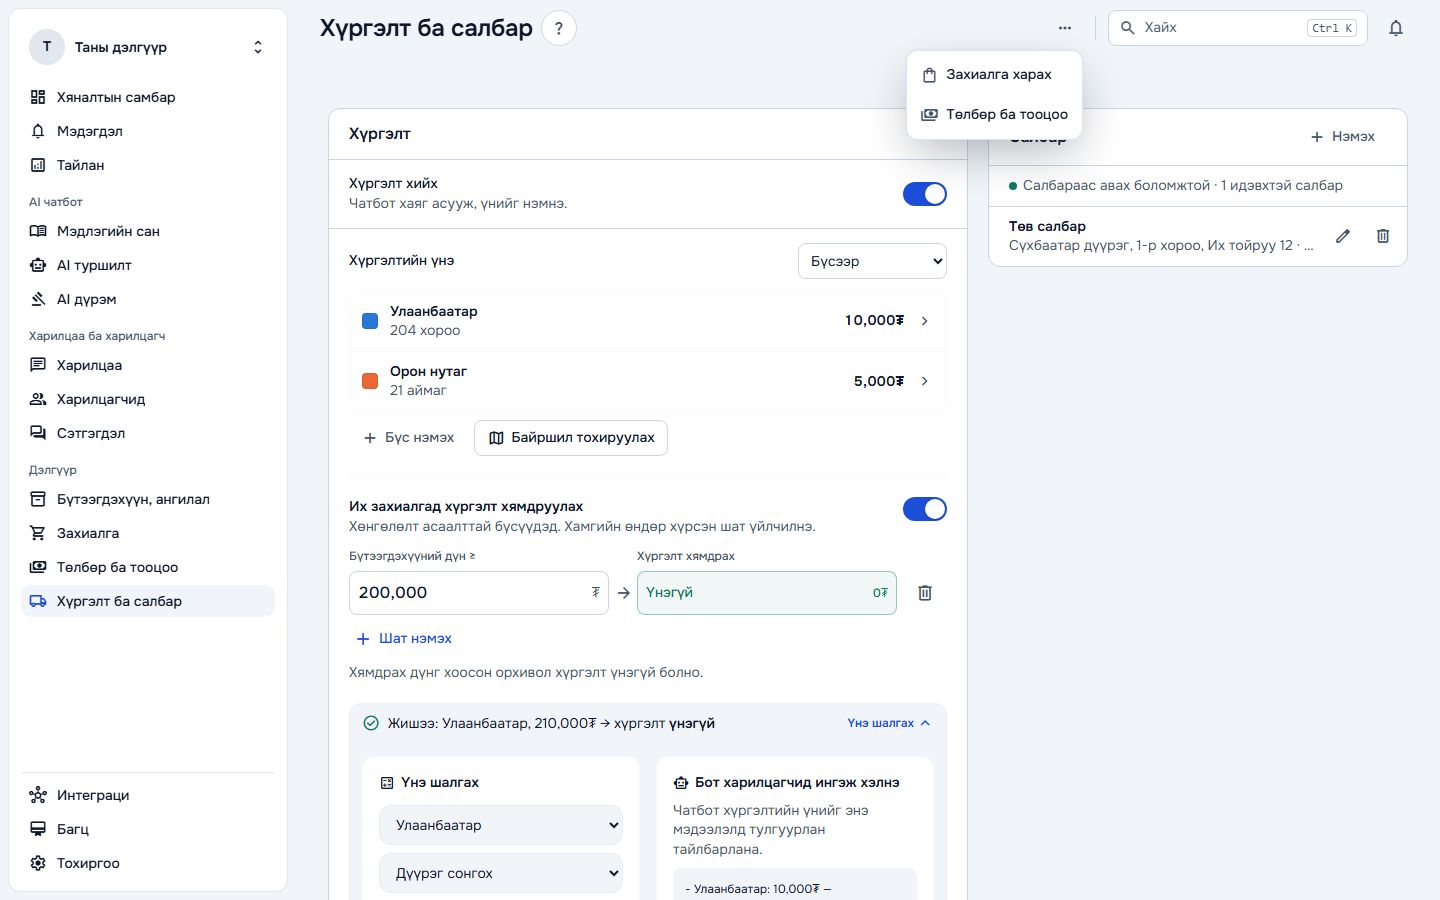 Т
Таны дэлгүүр
Хяналтын самбар
Мэдэгдэл
Тайлан
AI чатбот
Мэдлэгийн сан
AI туршилт
AI дүрэм
Харилцаа ба харилцагч
Харилцаа
Харилцагчид
Сэтгэгдэл
Дэлгүүр
Бүтээгдэхүүн, ангилал
Захиалга
Төлбөр ба тооцоо
Хүргэлт ба салбар
Интеграци
Багц
Тохиргоо
Хүргэлт ба салбар
?
Хайх
Ctrl K
Захиалга харах
Төлбөр ба тооцоо
Хүргэлт
Хүргэлт хийх
Чатбот хаяг асууж, үнийг нэмнэ.
Хүргэлтийн үнэ
Бүсээр
Улаанбаатар
204 хороо
10,000₮
Орон нутаг
21 аймаг
5,000₮
Бүс нэмэх
Байршил тохируулах
Их захиалгад хүргэлт хямдруулах
Хөнгөлөлт асаалттай бүсүүдэд. Хамгийн өндөр хүрсэн шат үйлчилнэ.
Бүтээгдэхүүний дүн ≥
Хүргэлт хямдрах
200,000 ₮
→
Үнэгүй 0₮
Шат нэмэх
Хямдрах дүнг хоосон орхивол хүргэлт үнэгүй болно.
Жишээ: Улаанбаатар, 210,000₮ → хүргэлт үнэгүй
Үнэ шалгах
Үнэ шалгах
Улаанбаатар
Дүүрэг сонгох
Бот харилцагчид ингэж хэлнэ
Чатбот хүргэлтийн үнийг энэ
мэдээлэлд тулгуурлан
тайлбарлана.
- Улаанбаатар: 10,000₮ —
Салбар
Нэмэх
Салбараас авах боломжтой · 1 идэвхтэй салбар
Төв салбар
Сүхбаатар дүүрэг, 1-р хороо, Их тойруу 12 · ...